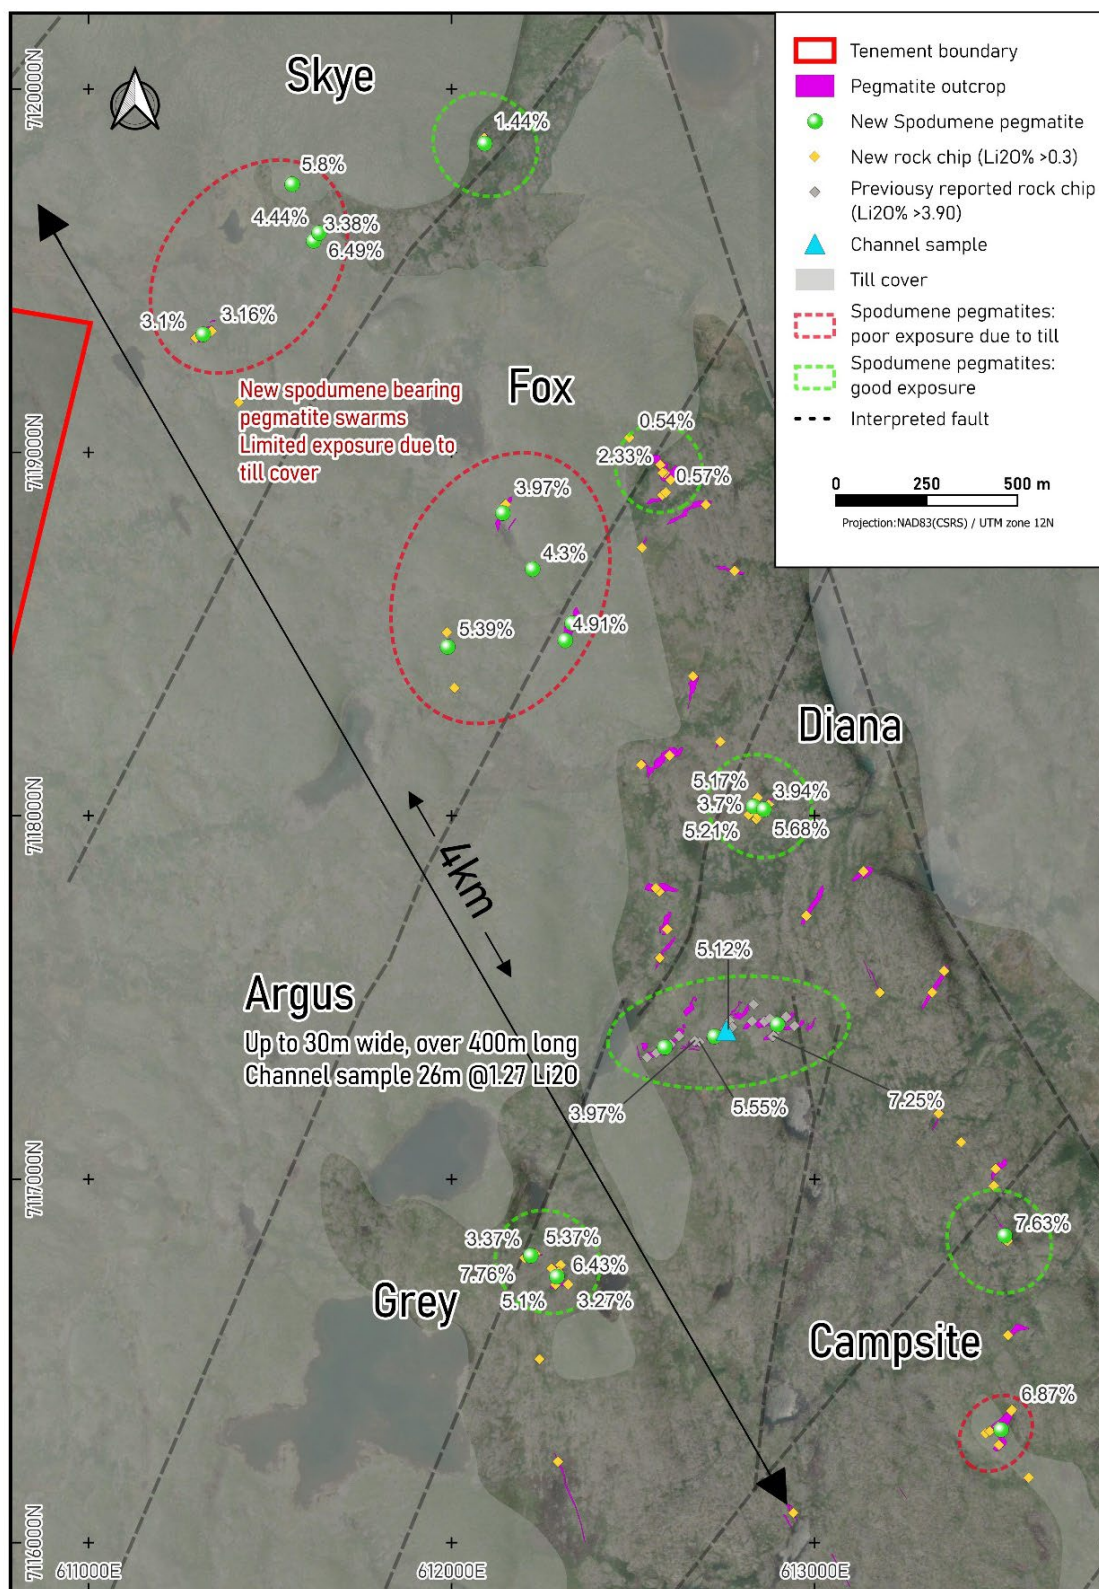 Skye
1.44%
5.8%
4.44%
3.38%
6.49%
3.1%
3.16%
New spodumene bearing
pegmatite swarms
Limited exposure due to
till cover
Fox
0.54%
2.33%
0.57%
3.97%
4.3%
4.91%
5.39%
Diana
5.17%
3.94%
3.7%
5.21%
5.68%
4km
5.12%
Argus
Up to 30m wide, over 400m long
Channel sample 26m @1.27 Li2O
3.97%
5.55%
7.25%
7.63%
3.37%
5.37%
7.76%
6.43%
5.1%
3.27%
Grey
Campsite
6.87%
Tenement boundary
Pegmatite outcrop
New Spodumene pegmatite
New rock chip (Li2O% >0.3)
Previousy reported rock chip
(Li2O% >3.90)
Channel sample
Till cover
Spodumene pegmatites:
poor exposure due to till
Spodumene pegmatites:
good exposure
Interpreted fault
0 250 500 m
Projection:NAD83(CSRS) / UTM zone 12N
7120000N
7119000N
7118000N
7117000N
7116000N
611000E
612000E
613000E